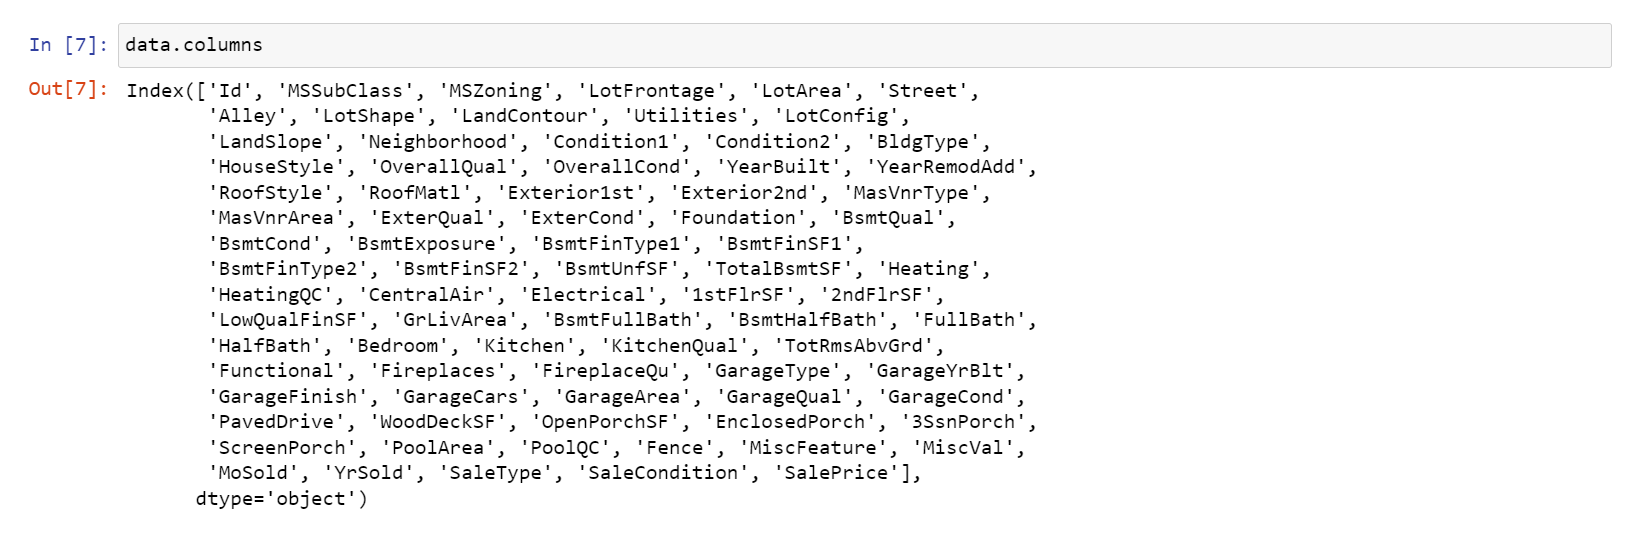 In [7]: data.columns
Out[7]: Index(['Id', 'MSSubClass', 'MSZoning', 'LotFrontage', 'LotArea', 'Street',
'Alley', 'LotShape', 'LandContour', 'Utilities', 'LotConfig',
'LandSlope', 'Neighborhood', 'Condition1', 'Condition2', 'BldgType',
'HouseStyle', 'OverallQual', 'OverallCond', 'YearBuilt', 'YearRemodAdd',
'RoofStyle', 'RoofMatl', 'Exterior1st', 'Exterior2nd', 'MasVnrType',
'MasVnrArea', 'ExterQual', 'ExterCond', 'Foundation', 'BsmtQual',
'BsmtCond', 'BsmtExposure', 'BsmtFinType1', 'BsmtFinSF1',
'BsmtFinType2', 'BsmtFinSF2', 'BsmtUnfSF', 'TotalBsmtSF', 'Heating',
'HeatingQC', 'CentralAir', 'Electrical', '1stFlrSF', '2ndFlrSF',
'LowQualFinSF', 'GrLivArea', 'BsmtFullBath', 'BsmtHalfBath', 'FullBath',
'HalfBath', 'Bedroom', 'Kitchen', 'KitchenQual', 'TotRmsAbvGrd',
'Functional', 'Fireplaces', 'FireplaceQu', 'GarageType', 'GarageYrBlt',
'GarageFinish', 'GarageCars', 'GarageArea', 'GarageQual', 'GarageCond',
'PavedDrive', 'WoodDeckSF', 'OpenPorchSF', 'EnclosedPorch', '3SsnPorch',
'ScreenPorch', 'PoolArea', 'PoolQC', 'Fence', 'MiscFeature', 'MiscVal',
'MoSold', 'YrSold', 'SaleType', 'SaleCondition', 'SalePrice'],
dtype='object')